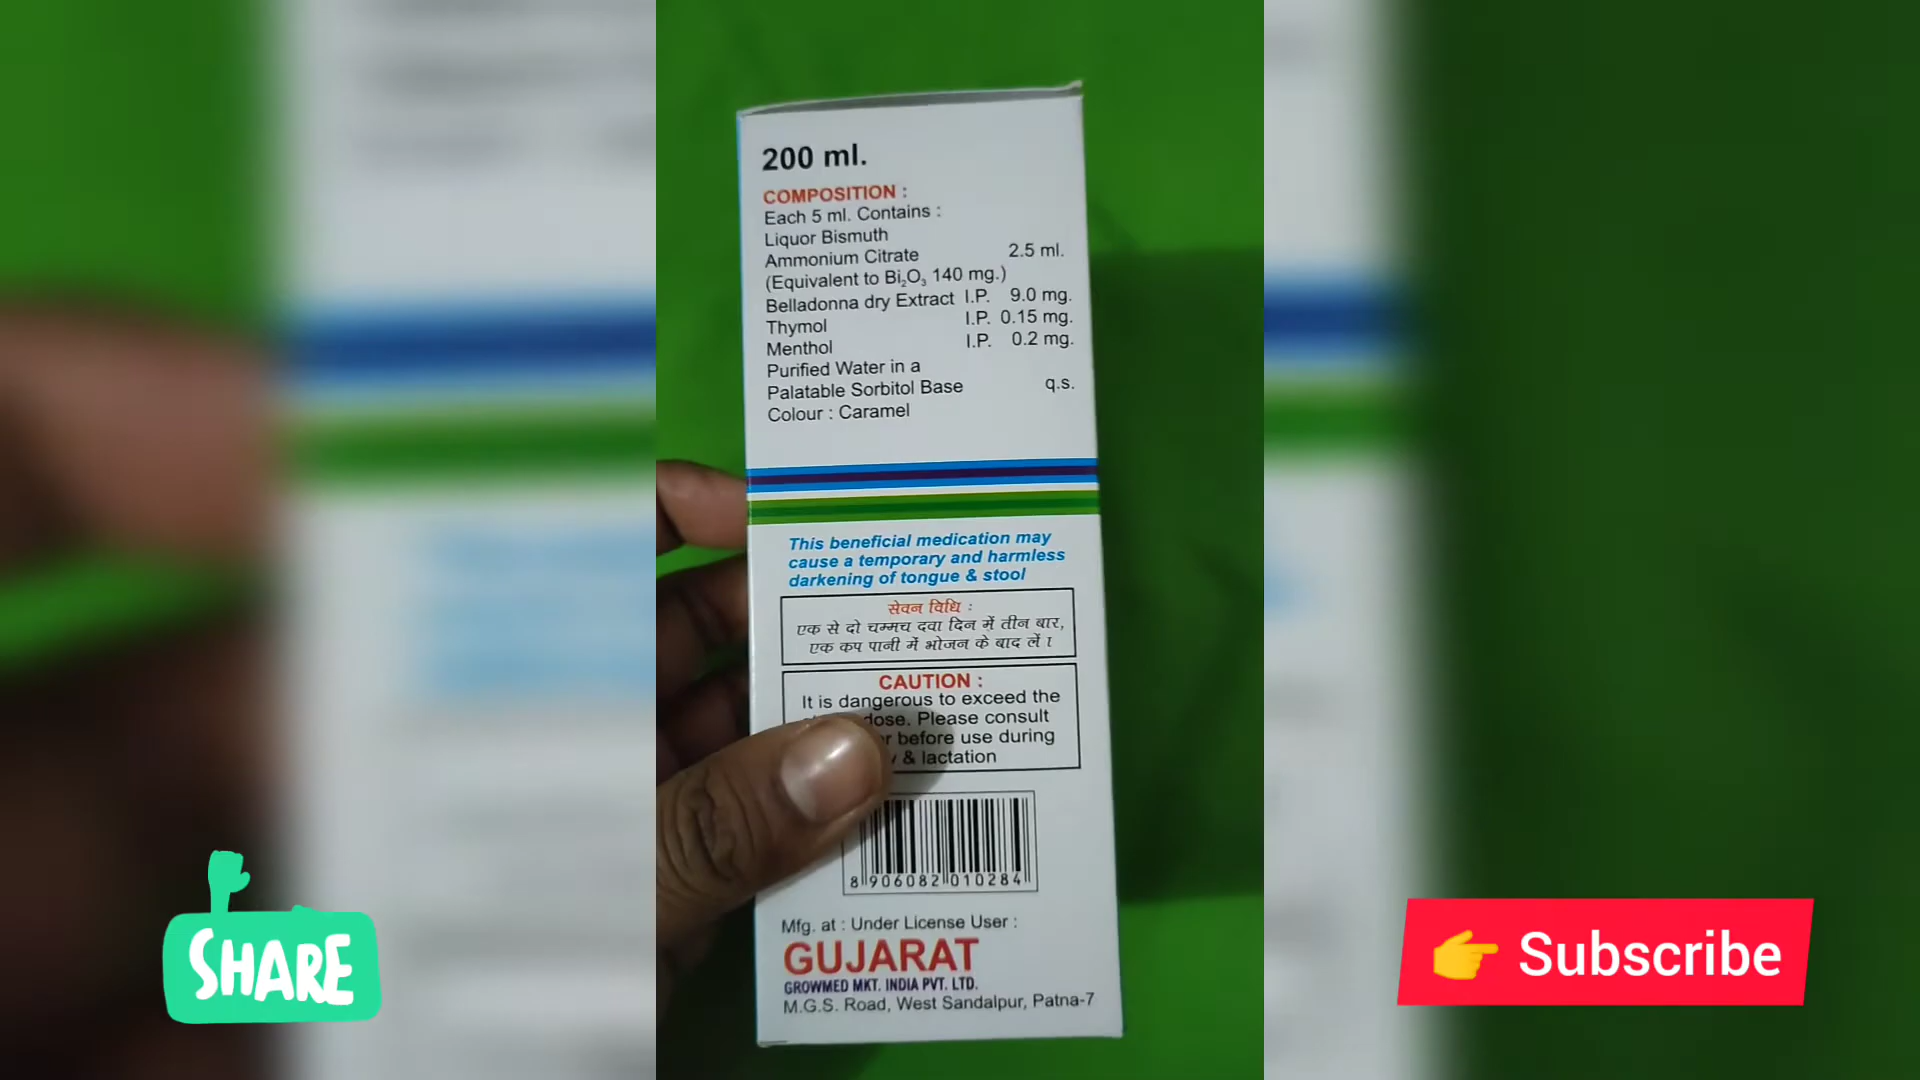 200 ml.
COMPOSITION :
Each 5 ml. Contains :
Liquor Bismuth
Ammonium Citrate 2.5 ml.
(Equivalent to Bi₂O₃ 140 mg.)
Belladonna dry Extract I.P. 9.0 mg.
Thymol I.P. 0.15 mg.
Menthol I.P. 0.2 mg.
Purified Water in a
Palatable Sorbitol Base q.s.
Colour : Caramel
This beneficial medication may
cause a temporary and harmless
darkening of tongue & stool
सेवन विधि :
एक से दो चम्मच दवा दिन में तीन बार,
एक कप पानी में भोजन के बाद लें ।
CAUTION :
It is dangerous to exceed the
dose. Please consult
before use during
& lactation
8 906082 010284
Mfg. at : Under License User :
GUJARAT
GROWMED MKT. INDIA PVT. LTD.
M.G.S. Road, West Sandalpur, Patna-7
SHARE
Subscribe